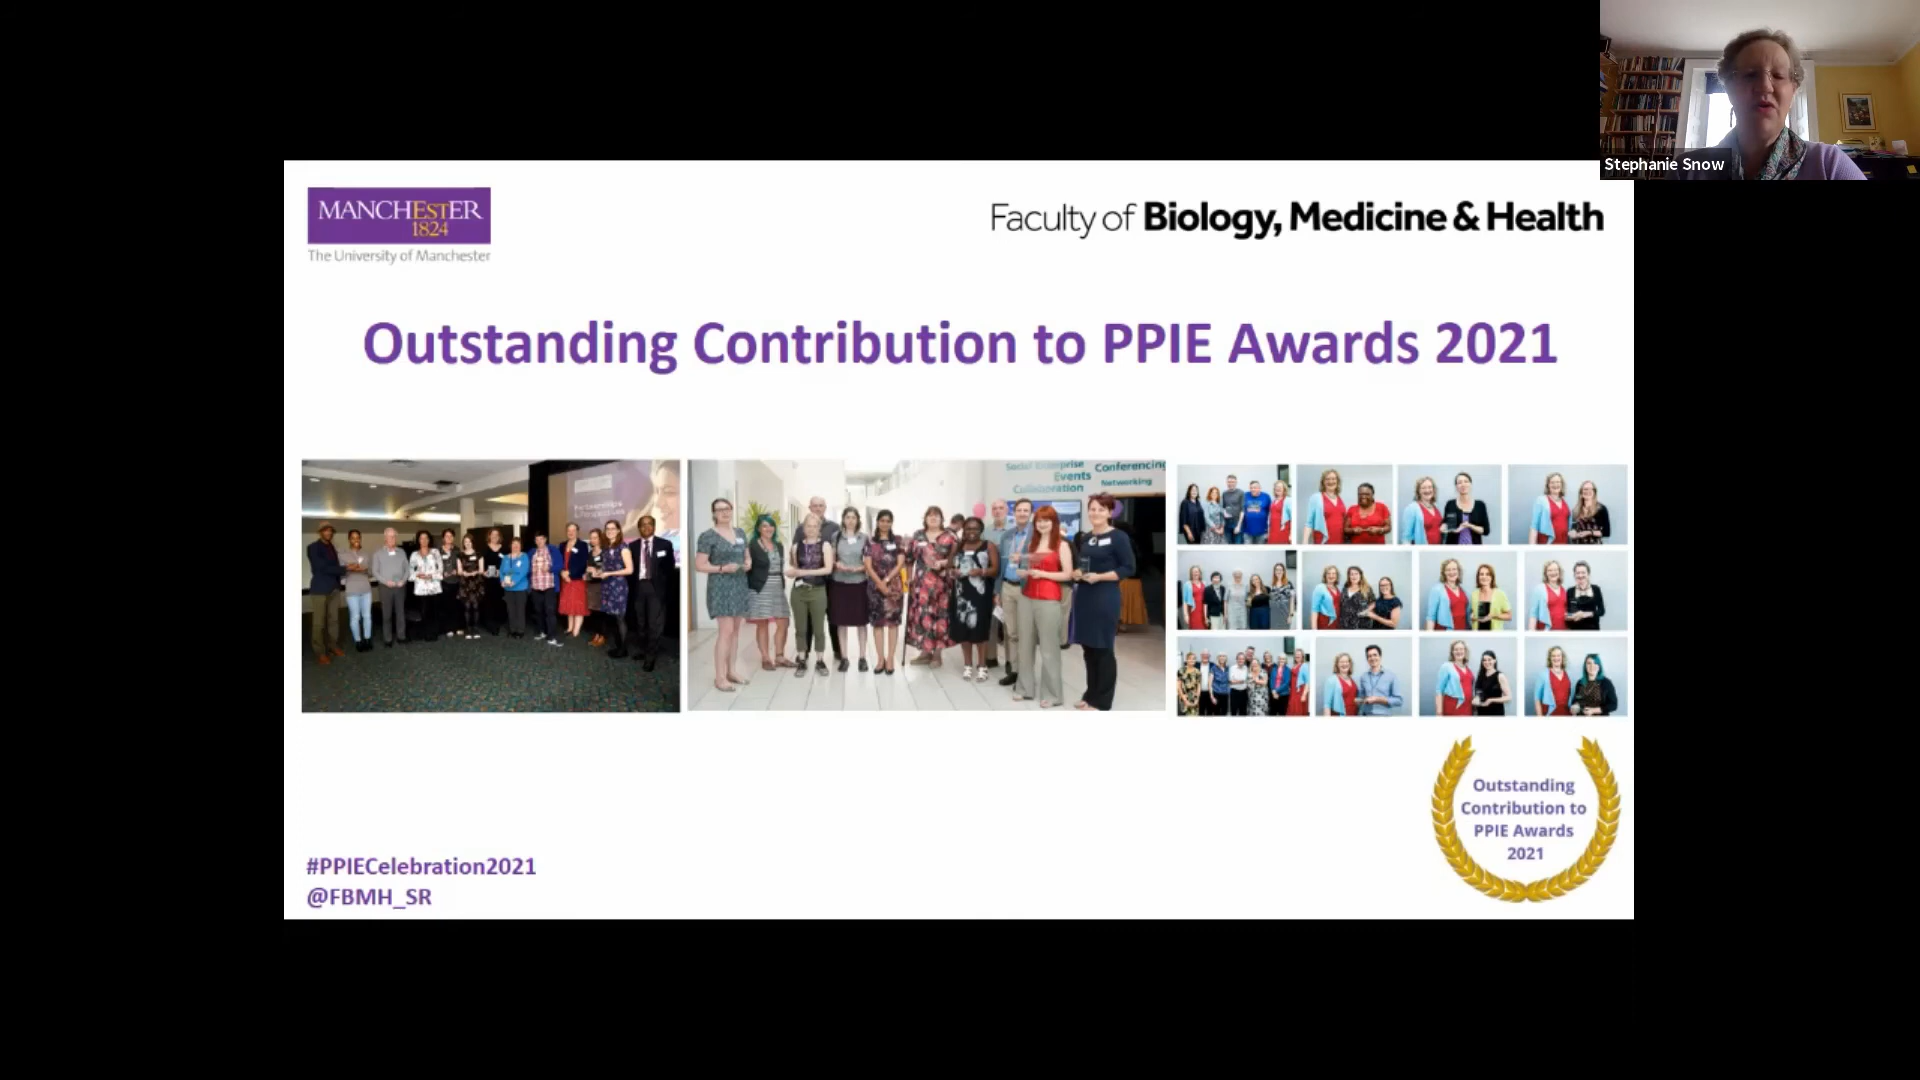 Stephanie Snow
MANCHESTER
1824
The University of Manchester
Faculty of Biology, Medicine & Health
Outstanding Contribution to PPIE Awards 2021
Social Enterprise
Conferencing
Events
Networking
Collaboration
Outstanding
Contribution to
PPIE Awards
2021
#PPIECelebration2021
@FBMH_SR